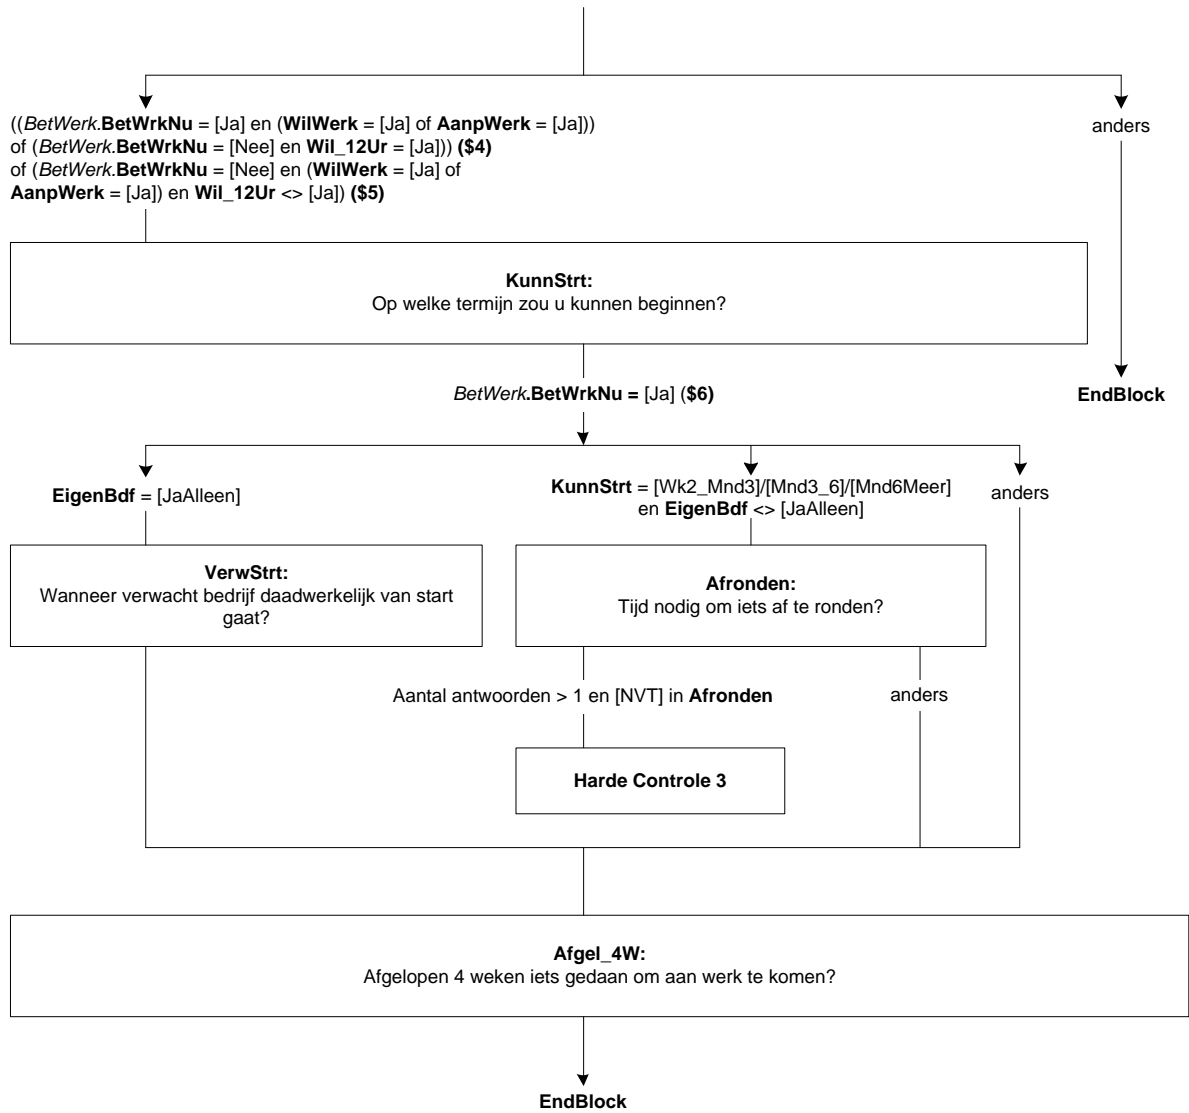 ((BetWerk.BetWrkNu = [Ja] en (WilWerk = [Ja] of AanpWerk = [Ja]))
of (BetWerk.BetWrkNu = [Nee] en Wil_12Ur = [Ja])) ($4)
of (BetWerk.BetWrkNu = [Nee] en (WilWerk = [Ja] of
AanpWerk = [Ja]) en Wil_12Ur <> [Ja]) ($5)
anders
KunnStrt:
Op welke termijn zou u kunnen beginnen?
BetWerk.BetWrkNu = [Ja] ($6)
EndBlock
EigenBdf = [JaAlleen]
KunnStrt = [Wk2_Mnd3]/[Mnd3_6]/[Mnd6Meer]
en EigenBdf <> [JaAlleen]
anders
VerwStrt:
Wanneer verwacht bedrijf daadwerkelijk van start
gaat?
Afronden:
Tijd nodig om iets af te ronden?
Aantal antwoorden > 1 en [NVT] in Afronden
anders
Harde Controle 3
Afgel_4W:
Afgelopen 4 weken iets gedaan om aan werk te komen?
EndBlock